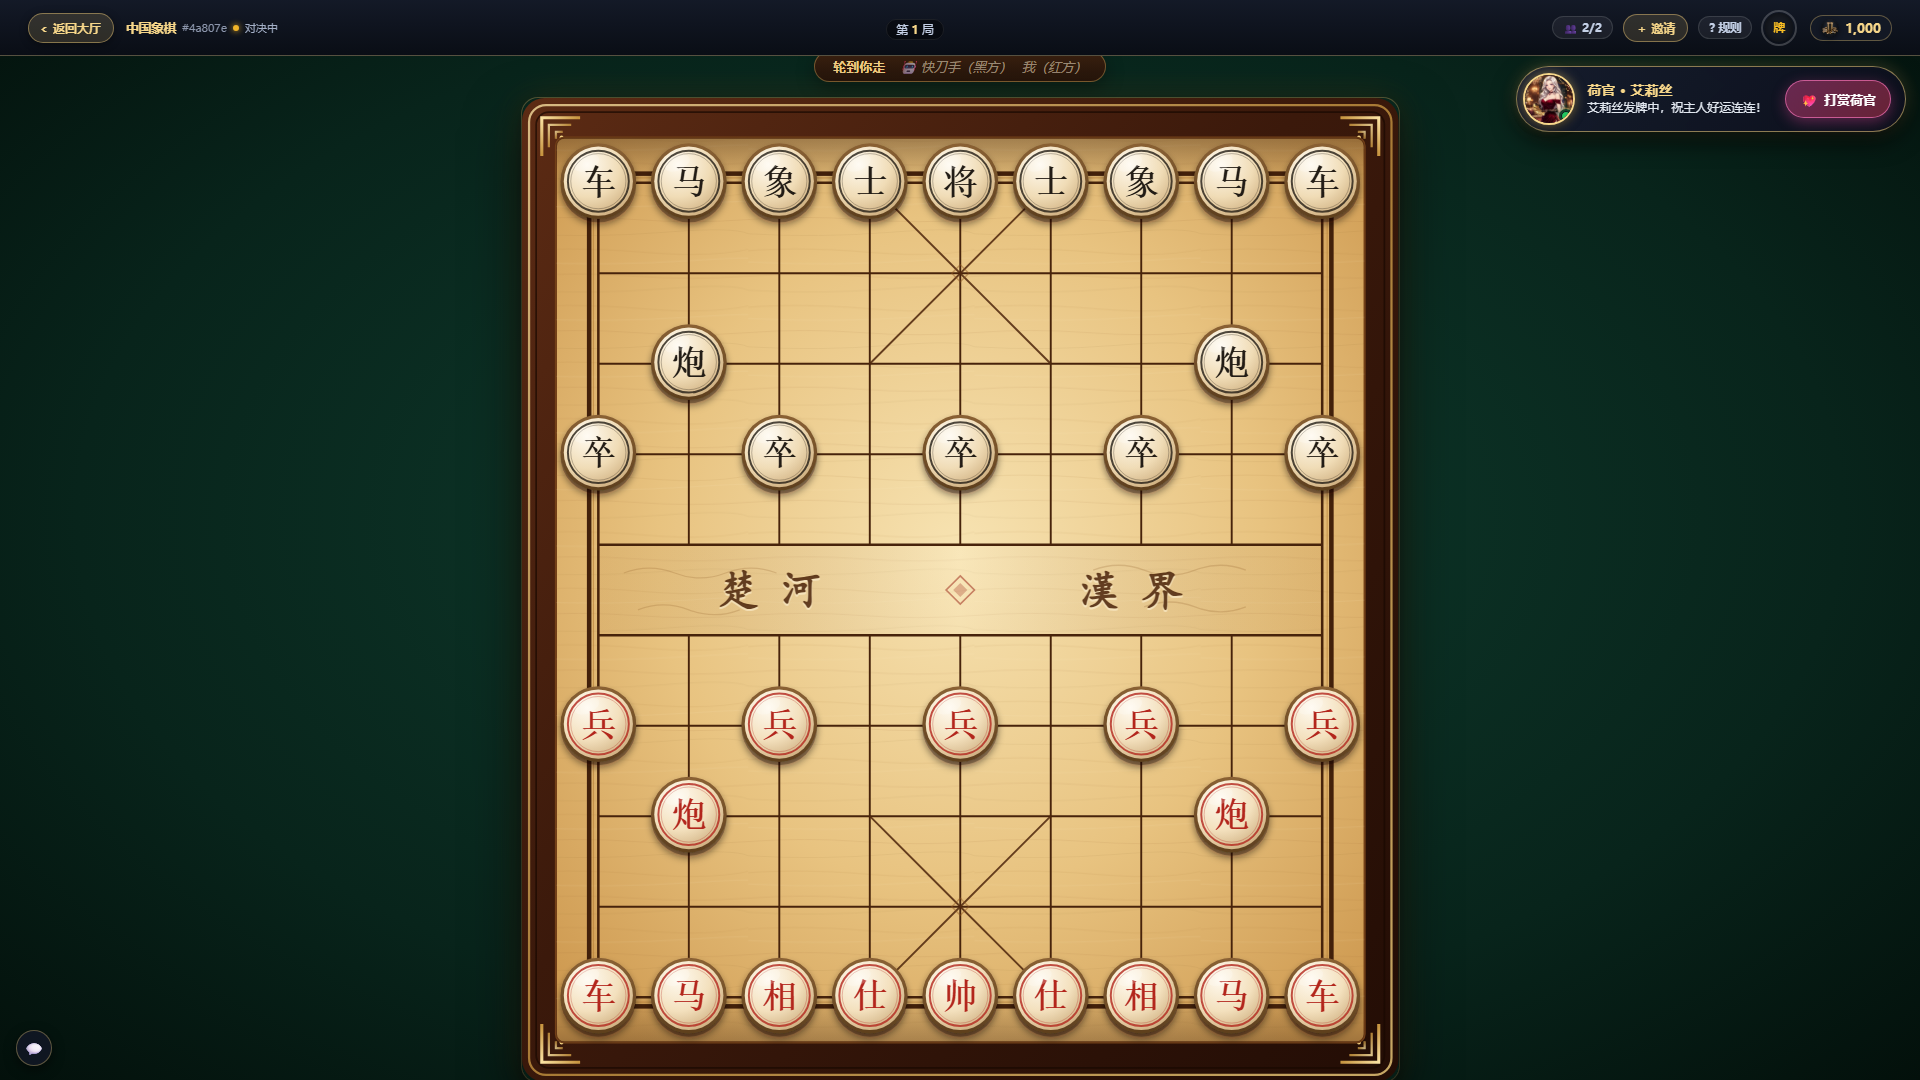 ‹ 返回大厅 中国象棋 #4a807e 对决中 第 1 局 2/2 + 邀请 ? 规则 牌 1,000
轮到你走 快刀手（黑方） 我（红方）
荷官 • 艾莉丝
艾莉丝发牌中，祝主人好运连连！
打赏荷官
车 马 象 士 将 士 象 马 车
炮 炮
卒 卒 卒 卒 卒
楚 河 漢 界
兵 兵 兵 兵 兵
炮 炮
车 马 相 仕 帅 仕 相 马 车